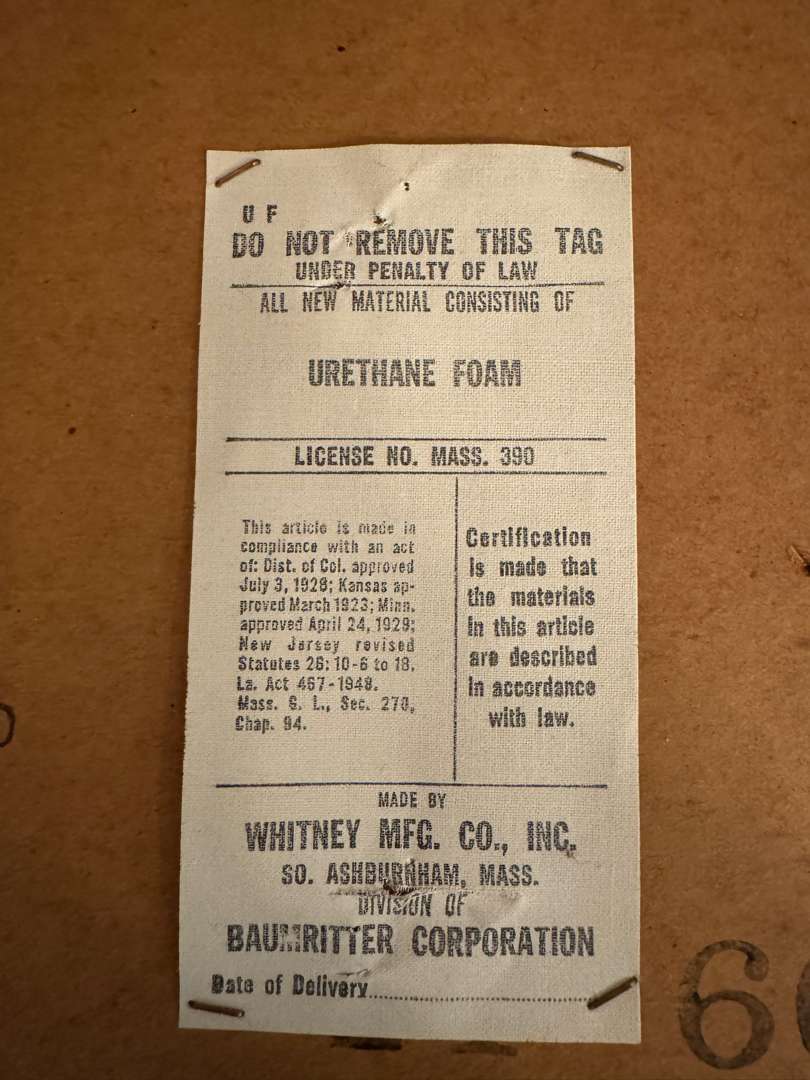 U F
DO NOT REMOVE THIS TAG
UNDER PENALTY OF LAW
ALL NEW MATERIAL CONSISTING OF
URETHANE FOAM
LICENSE NO. MASS. 390
This article is made in
compliance with an act
of: Dist. of Col. approved
July 3, 1926; Kansas ap-
proved March 1923; Minn.
approved April 24, 1929;
New Jersey revised
Statutes 26: 10-6 to 18.
La. Act 467-1948.
Mass. G. L., Sec. 270,
Chap. 94.
Certification
is made that
the materials
in this article
are described
in accordance
with law.
MADE BY
WHITNEY MFG. CO., INC.
SO. ASHBURNHAM, MASS.
DIVISION OF
BAUMRITTER CORPORATION
Date of Delivery
6